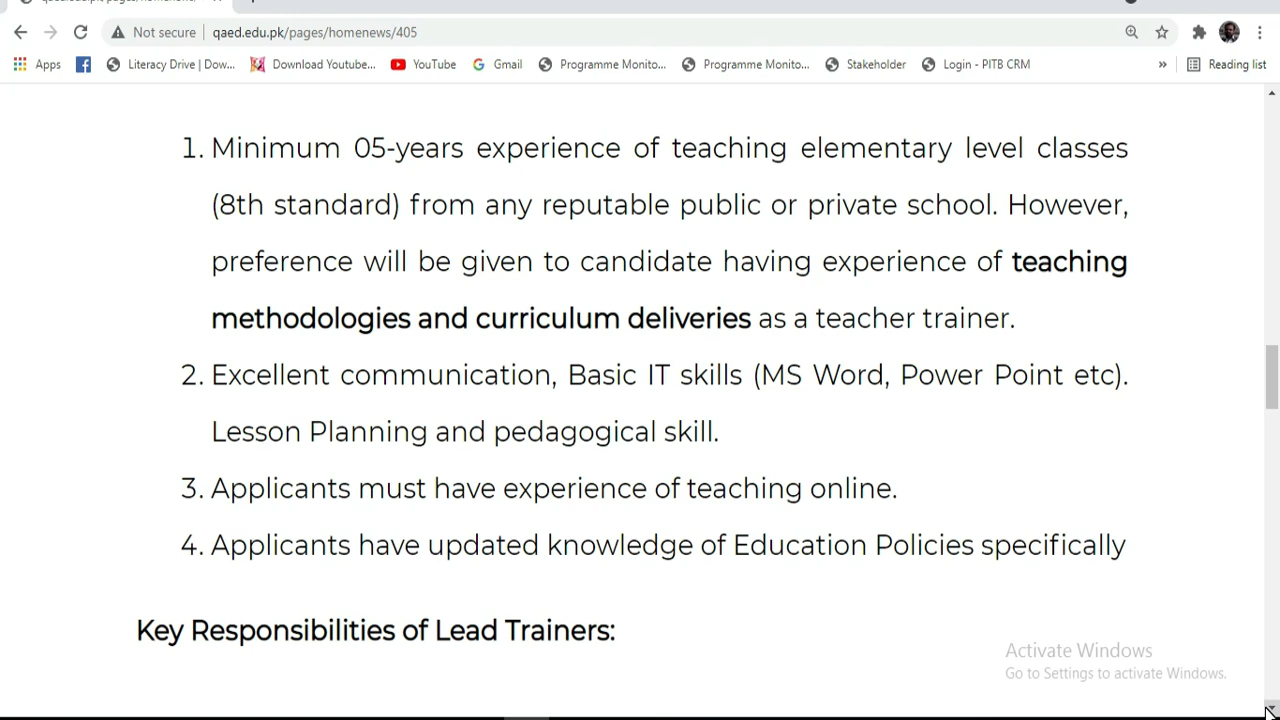 Not secure qaed.edu.pk/pages/homenews/405
Apps Literacy Drive | Dow... Download Youtube... YouTube Gmail Programme Monito... Programme Monito... Stakeholder Login - PITB CRM » Reading list
1. Minimum 05-years experience of teaching elementary level classes
(8th standard) from any reputable public or private school. However,
preference will be given to candidate having experience of teaching
methodologies and curriculum deliveries as a teacher trainer.
2. Excellent communication, Basic IT skills (MS Word, Power Point etc).
Lesson Planning and pedagogical skill.
3. Applicants must have experience of teaching online.
4. Applicants have updated knowledge of Education Policies specifically
Key Responsibilities of Lead Trainers:
Activate Windows
Go to Settings to activate Windows.